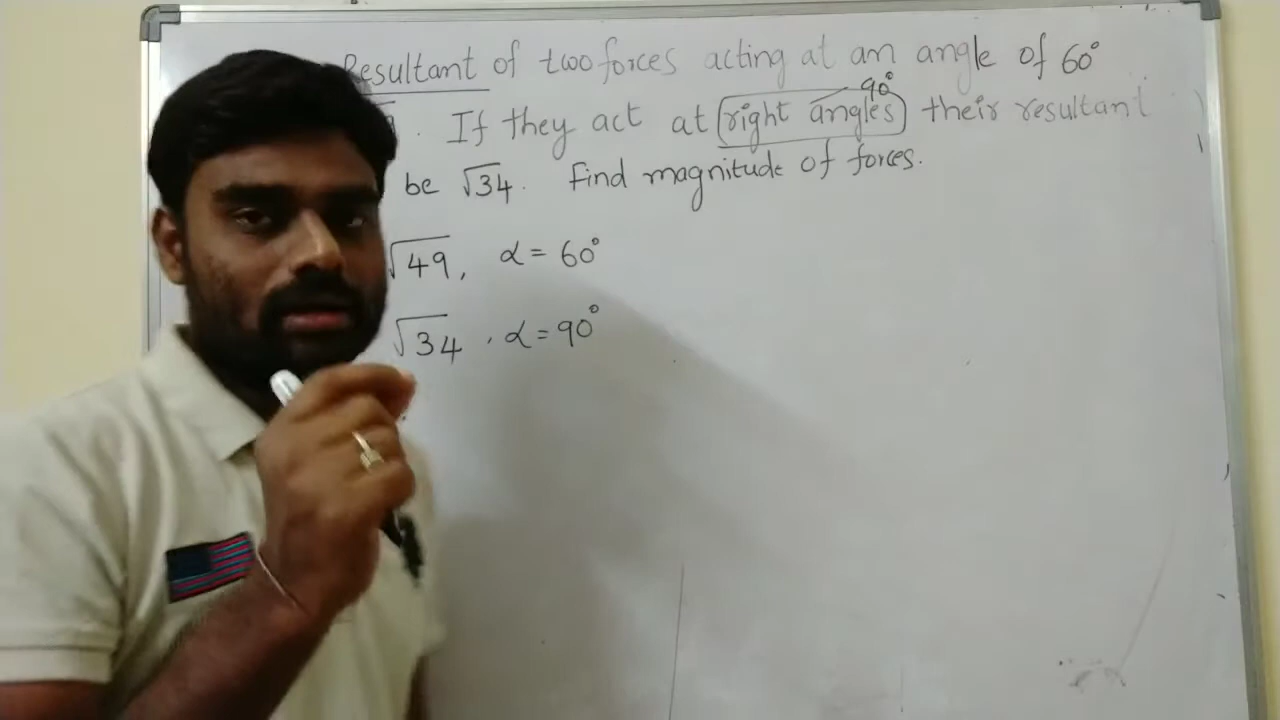 Resultant of two forces acting at an angle of 60°
90°
. If they act at right angles their resultant
be √34. Find magnitude of forces.
√49, α = 60°
√34 . α = 90°